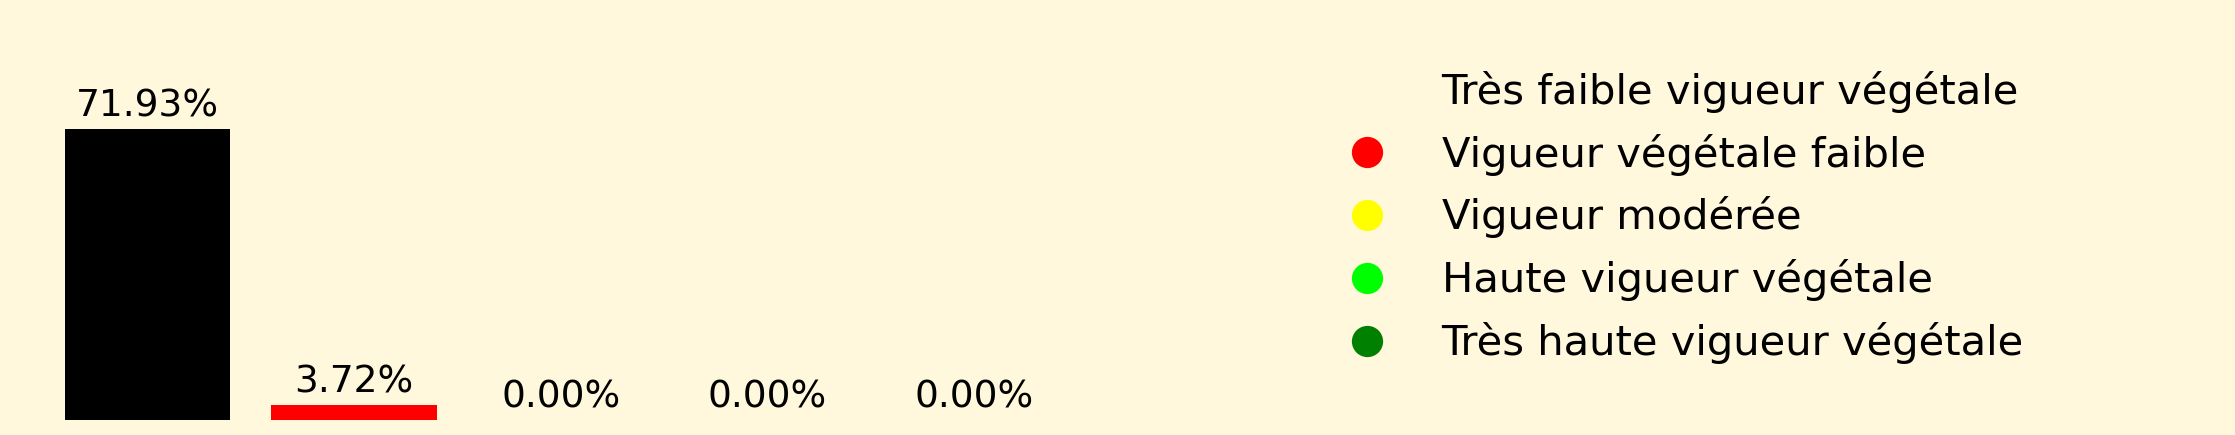 71.93%
3.72%
0.00%
0.00%
0.00%
Très faible vigueur végétale
Vigueur végétale faible
Vigueur modérée
Haute vigueur végétale
Très haute vigueur végétale